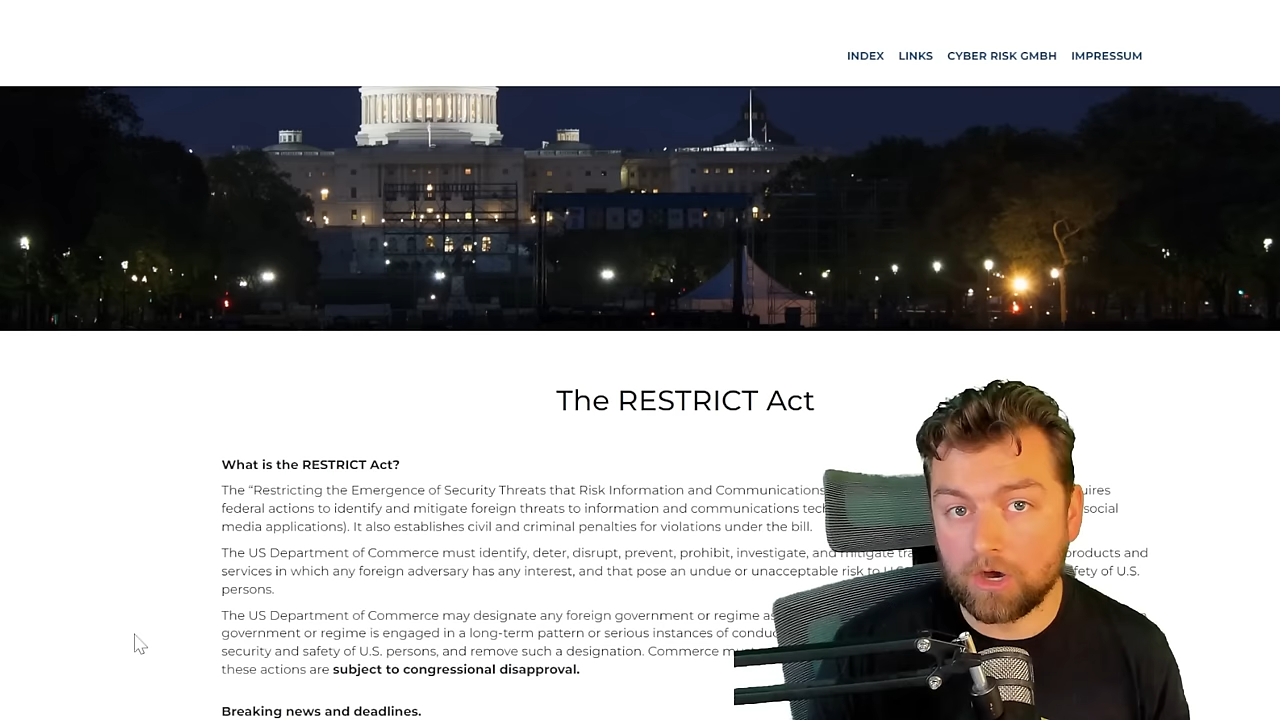 INDEX LINKS CYBER RISK GMBH IMPRESSUM
The RESTRICT Act
What is the RESTRICT Act?
The “Restricting the Emergence of Security Threats that Risk Information and Communications
federal actions to identify and mitigate foreign threats to information and communications social
media applications). It also establishes civil and criminal penalties for violations under the bill.
The US Department of Commerce must identify, deter, disrupt, prevent, prohibit, investigate, and mitigate products and
services in which any foreign adversary has any interest, and that pose an undue or unacceptable risk to of U.S.
persons.
The US Department of Commerce may designate any foreign government or regime
government or regime is engaged in a long-term pattern or serious instances of
security and safety of U.S. persons, and remove such a designation. Commerce
these actions are subject to congressional disapproval.
Breaking news and deadlines.